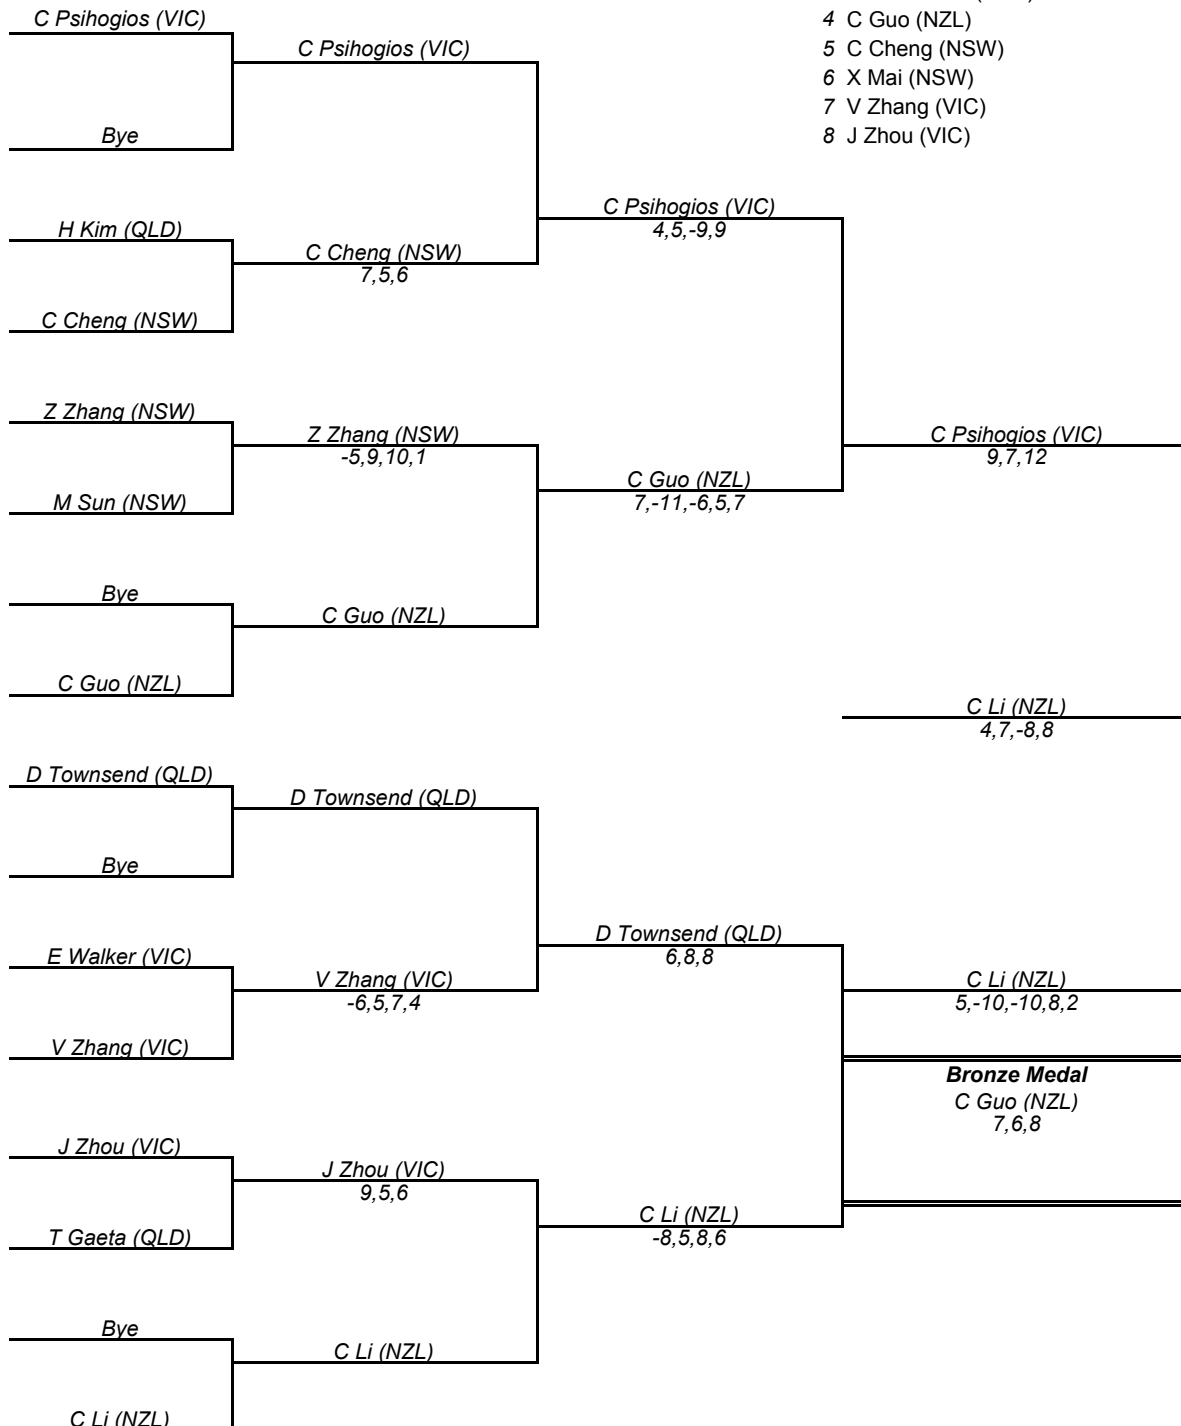 C Psihogios (VIC)
4 C Guo (NZL)
C Psihogios (VIC)
5 C Cheng (NSW)
6 X Mai (NSW)
7 V Zhang (VIC)
Bye
8 J Zhou (VIC)
C Psihogios (VIC)
4,5,-9,9
H Kim (QLD)
C Cheng (NSW)
7,5,6
C Cheng (NSW)
Z Zhang (NSW)
Z Zhang (NSW)
-5,9,10,1
C Psihogios (VIC)
9,7,12
C Guo (NZL)
7,-11,-6,5,7
M Sun (NSW)
Bye
C Guo (NZL)
C Guo (NZL)
C Li (NZL)
4,7,-8,8
D Townsend (QLD)
D Townsend (QLD)
Bye
D Townsend (QLD)
6,8,8
E Walker (VIC)
V Zhang (VIC)
-6,5,7,4
C Li (NZL)
5,-10,-10,8,2
V Zhang (VIC)
Bronze Medal
C Guo (NZL)
7,6,8
J Zhou (VIC)
J Zhou (VIC)
9,5,6
C Li (NZL)
-8,5,8,6
T Gaeta (QLD)
Bye
C Li (NZL)
C Li (NZL)